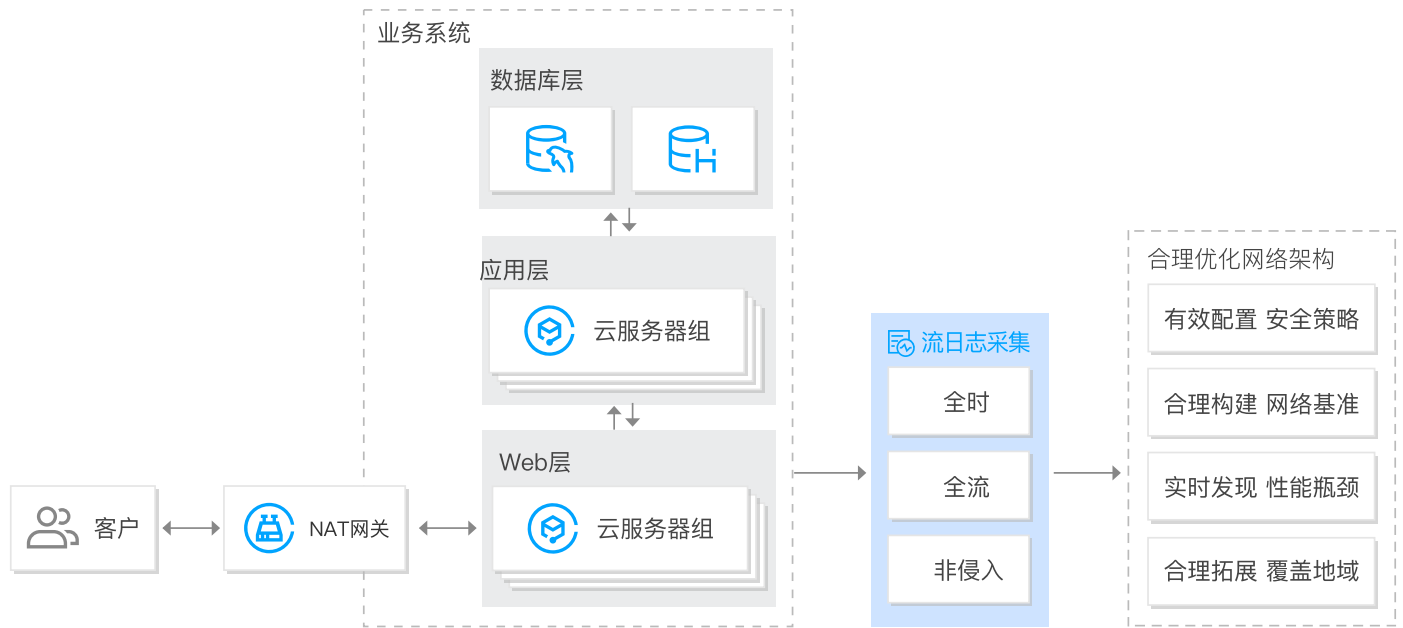 业务系统
数据库层
应用层
云服务器组
Web层
云服务器组
客户
NAT网关
流日志采集
全时
全流
非侵入
合理优化网络架构
有效配置 安全策略
合理构建 网络基准
实时发现 性能瓶颈
合理拓展 覆盖地域